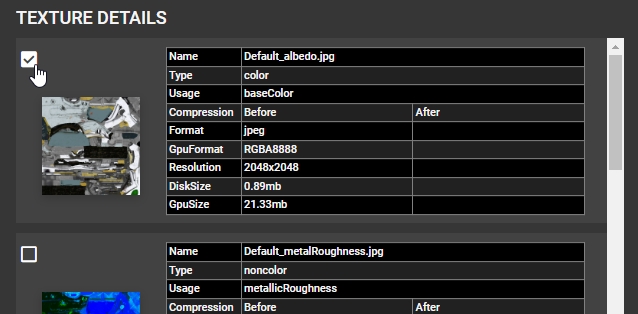 TEXTURE DETAILS
Name Default_albedo.jpg
Type color
Usage baseColor
Compression Before After
Format jpeg
GpuFormat RGBA8888
Resolution 2048x2048
DiskSize 0.89mb
GpuSize 21.33mb
Name Default_metalRoughness.jpg
Type noncolor
Usage metallicRoughness
Compression Before After